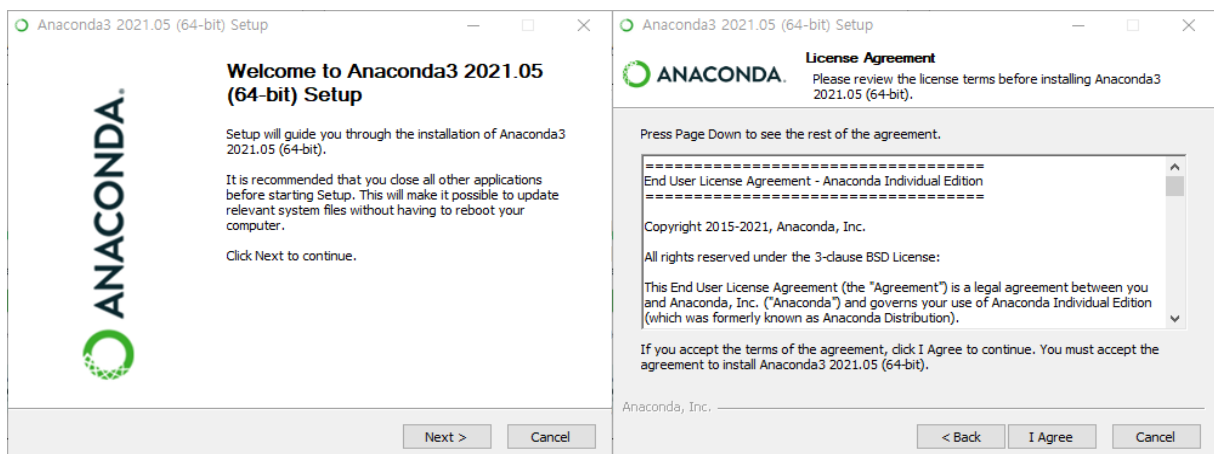 Anaconda3 2021.05 (64-bit) Setup
ANACONDA.
Welcome to Anaconda3 2021.05
(64-bit) Setup
Setup will guide you through the installation of Anaconda3
2021.05 (64-bit).
It is recommended that you close all other applications
before starting Setup. This will make it possible to update
relevant system files without having to reboot your
computer.
Click Next to continue.
Next >
Cancel
Anaconda3 2021.05 (64-bit) Setup
ANACONDA.
License Agreement
Please review the license terms before installing Anaconda3
2021.05 (64-bit).
Press Page Down to see the rest of the agreement.
===================================
End User License Agreement - Anaconda Individual Edition
===================================
Copyright 2015-2021, Anaconda, Inc.
All rights reserved under the 3-clause BSD License:
This End User License Agreement (the "Agreement") is a legal agreement between you
and Anaconda, Inc. ("Anaconda") and governs your use of Anaconda Individual Edition
(which was formerly known as Anaconda Distribution).
If you accept the terms of the agreement, click I Agree to continue. You must accept the
agreement to install Anaconda3 2021.05 (64-bit).
Anaconda, Inc.
< Back
I Agree
Cancel